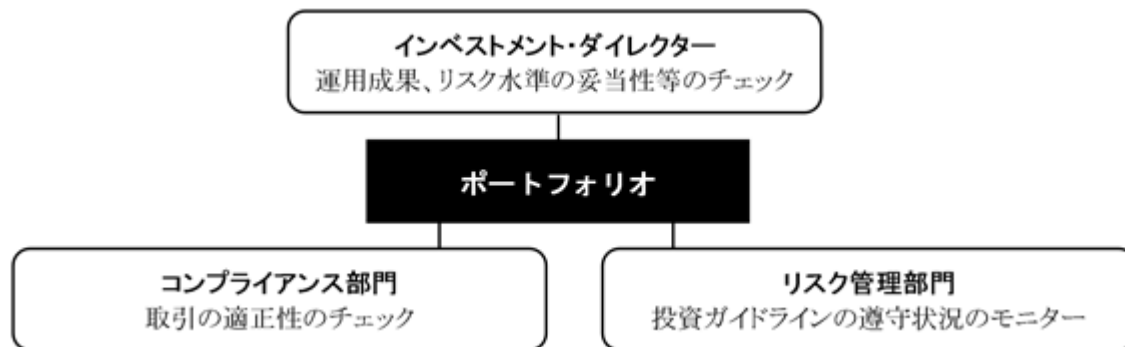 インベストメント・ダイレクター
運用成果、リスク水準の妥当性等のチェック
ポートフォリオ
コンプライアンス部門
取引の適正性のチェック
リスク管理部門
投資ガイドラインの遵守状況のモニター